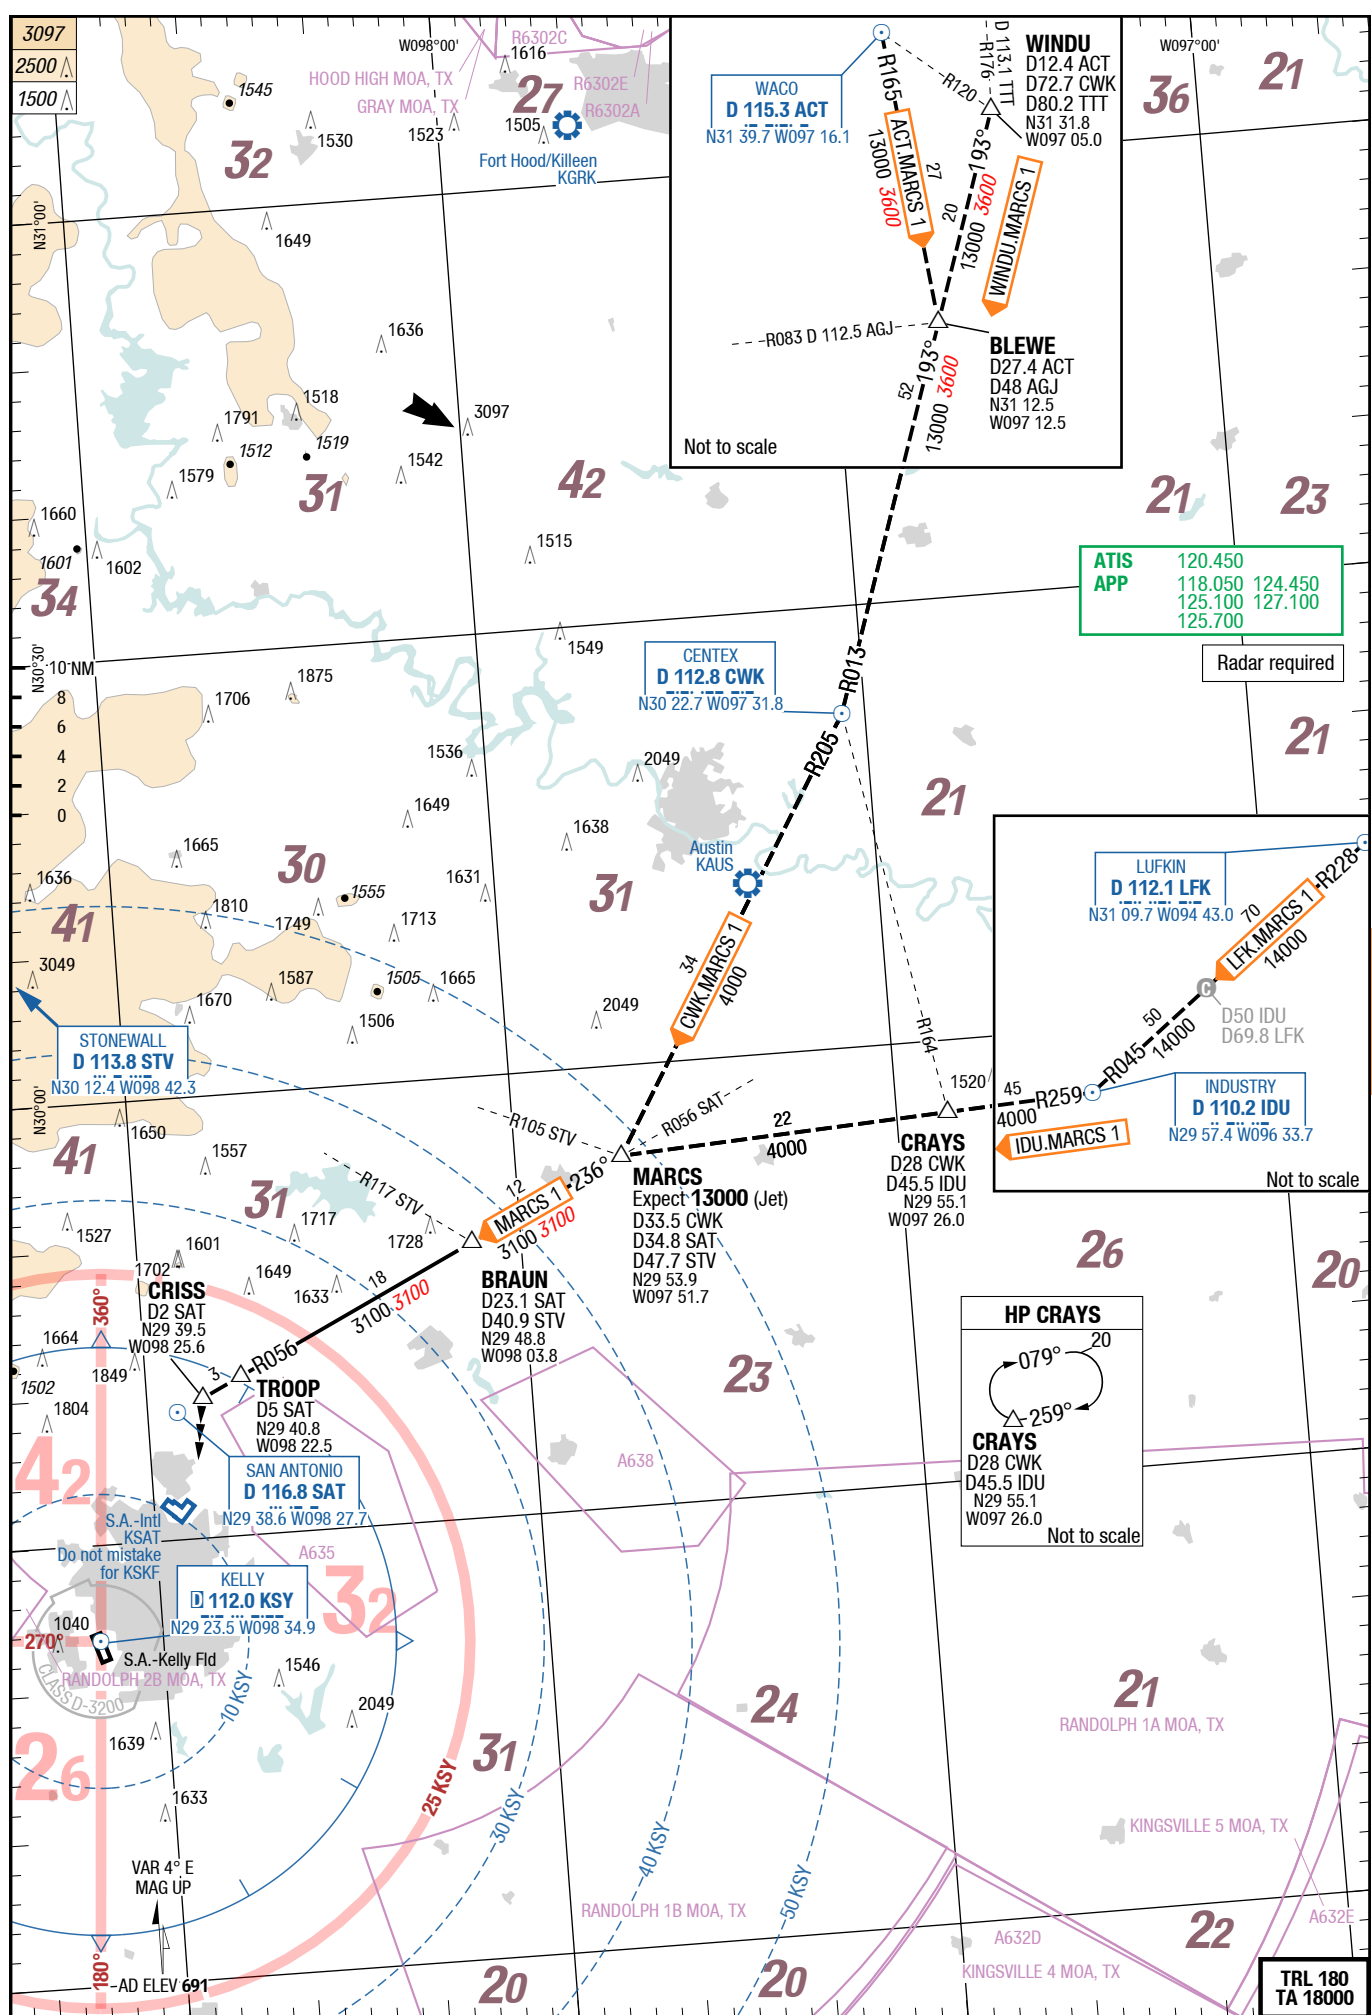 3097
2500
1500
W098°00'
W097°00'
R6302C
R6302E
R6302A
HOOD HIGH MOA, TX
GRAY MOA, TX
1616
27
1545
1530
1523
1505
32
Fort Hood/Killeen
KGRK
N31°00'
1649
WACO
D 115.3 ACT
N31 39.7 W097 16.1
R165
ACT.MARCS 1
13000 3600
27
R120
D 113.1 TTT
R176
WINDU
D12.4 ACT
D72.7 CWK
D80.2 TTT
N31 31.8
W097 05.0
193°
20
13000 3600
WINDU.MARCS 1
R083 D 112.5 AGJ
BLEWE
D27.4 ACT
D48 AGJ
N31 12.5
W097 12.5
Not to scale
193°
52
13000 3600
36
21
1636
1518
1791
1512
1519
1579
31
3097
1542
42
1515
1660
1601
1602
34
21
23
ATIS 120.450
APP 118.050 124.450
125.100 127.100
125.700
Radar required
N30°30'
10 NM
8
6
4
2
0
1549
1875
1706
1536
2049
1649
1638
CENTEX
D 112.8 CWK
N30 22.7 W097 31.8
R013
R205
21
21
Austin
KAUS
1665
30
1636
1555
1810
1749
1713
1631
31
41
3049
1587
1505
1665
1670
1506
2049
34
CWK.MARCS 1
4000
R164
STONEWALL
D 113.8 STV
N30 12.4 W098 42.3
LUFKIN
D 112.1 LFK
N31 09.7 W094 43.0
R228
70
LFK.MARCS 1
14000
C
D50 IDU
D69.8 LFK
50
R045
14000
INDUSTRY
D 110.2 IDU
N29 57.4 W096 33.7
R259
45
4000
IDU.MARCS 1
Not to scale
N30°00'
1650
41
1557
31
1520
R105 STV
R056 SAT
R117 STV
22
4000
CRAYS
D28 CWK
D45.5 IDU
N29 55.1
W097 26.0
MARCS
Expect 13000 (Jet)
D33.5 CWK
D34.8 SAT
D47.7 STV
N29 53.9
W097 51.7
12
MARCS 1
236°
3100 3100
1527
1601
1702
1717
1728
1649
1633
26
20
18
3100 3100
BRAUN
D23.1 SAT
D40.9 STV
N29 48.8
W098 03.8
CRISS
D2 SAT
N29 39.5
W098 25.6
360°
1664
1849
1502
1804
3
R056
TROOP
D5 SAT
N29 40.8
W098 22.5
42
SAN ANTONIO
D 116.8 SAT
N29 38.6 W098 27.7
S.A.-Intl
KSAT
Do not mistake
for KSKF
A635
A638
23
HP CRAYS
079°
20
259°
CRAYS
D28 CWK
D45.5 IDU
N29 55.1
W097 26.0
Not to scale
KELLY
D 112.0 KSY
N29 23.5 W098 34.9
32
1040
270°
S.A.-Kelly Fld
RANDOLPH 2B MOA, TX
CLASS D-3200
10 KSY
1546
2049
1639
26
1633
31
24
21
RANDOLPH 1A MOA, TX
25 KSY
30 KSY
40 KSY
50 KSY
KINGSVILLE 5 MOA, TX
VAR 4° E
MAG UP
RANDOLPH 1B MOA, TX
A632D
A632E
22
KINGSVILLE 4 MOA, TX
180°
AD ELEV 691
20
20
TRL 180
TA 18000